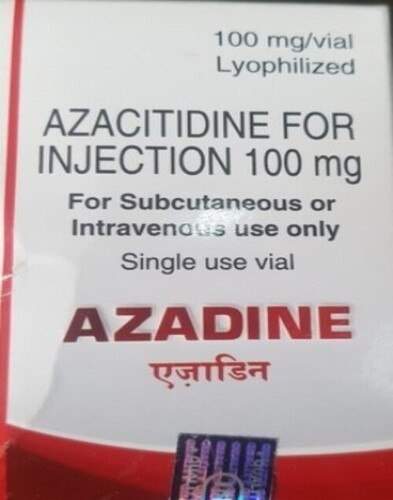 100 mg/vial
Lyophilized
AZACITIDINE FOR
INJECTION 100 mg
For Subcutaneous or
Intravenous use only
Single use vial
AZADINE
एज़ाडिन